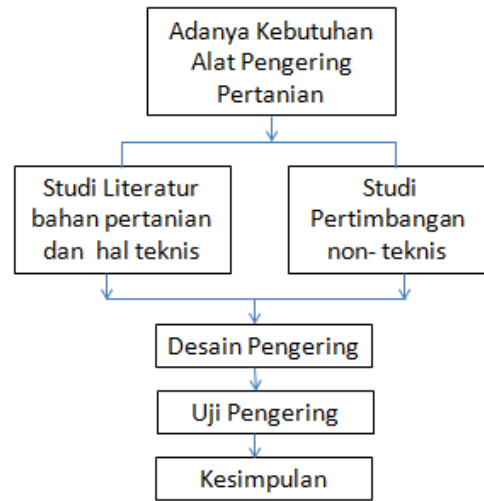 Adanya Kebutuhan
Alat Pengering
Pertanian
Studi Literatur
bahan pertanian
dan hal teknis
Studi
Pertimbangan
non- teknis
Desain Pengering
Uji Pengering
Kesimpulan